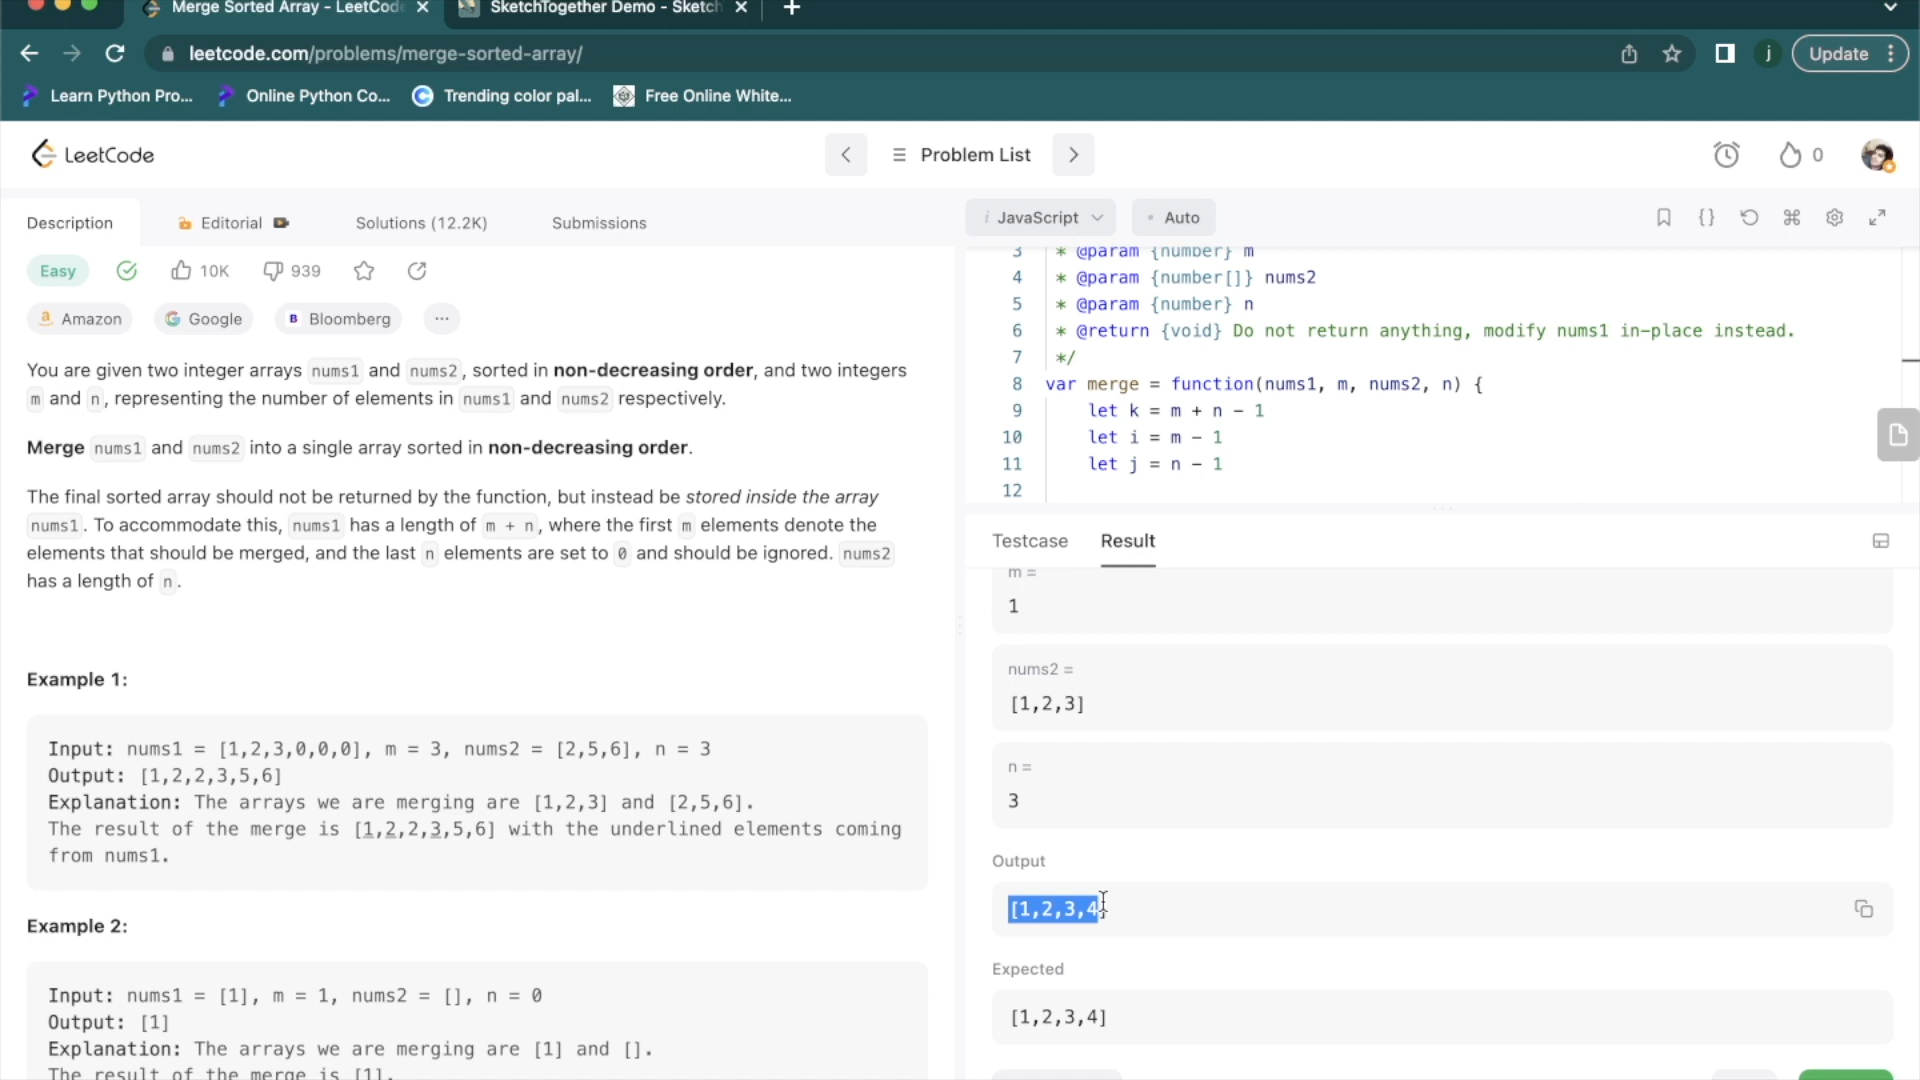 Merge Sorted Array - LeetCode
SketchTogether Demo - Sketch
leetcode.com/problems/merge-sorted-array/
j
Update
Learn Python Pro...
Online Python Co...
Trending color pal...
Free Online White...
LeetCode
Problem List
0
Description
Editorial
Solutions (12.2K)
Submissions
Easy
10K
939
Amazon
Google
Bloomberg
...
You are given two integer arrays nums1 and nums2, sorted in non-decreasing order, and two integers
m and n, representing the number of elements in nums1 and nums2 respectively.
Merge nums1 and nums2 into a single array sorted in non-decreasing order.
The final sorted array should not be returned by the function, but instead be stored inside the array
nums1. To accommodate this, nums1 has a length of m + n, where the first m elements denote the
elements that should be merged, and the last n elements are set to 0 and should be ignored. nums2
has a length of n.
Example 1:
Input: nums1 = [1,2,3,0,0,0], m = 3, nums2 = [2,5,6], n = 3
Output: [1,2,2,3,5,6]
Explanation: The arrays we are merging are [1,2,3] and [2,5,6].
The result of the merge is [1,2,2,3,5,6] with the underlined elements coming
from nums1.
Example 2:
Input: nums1 = [1], m = 1, nums2 = [], n = 0
Output: [1]
Explanation: The arrays we are merging are [1] and [].
The result of the merge is [1].
i JavaScript
• Auto
3 * @param {number} m
4 * @param {number[]} nums2
5 * @param {number} n
6 * @return {void} Do not return anything, modify nums1 in-place instead.
7 */
8 var merge = function(nums1, m, nums2, n) {
9 let k = m + n - 1
10 let i = m - 1
11 let j = n - 1
12
Testcase
Result
m =
1
nums2 =
[1,2,3]
n =
3
Output
[1,2,3,4]
Expected
[1,2,3,4]